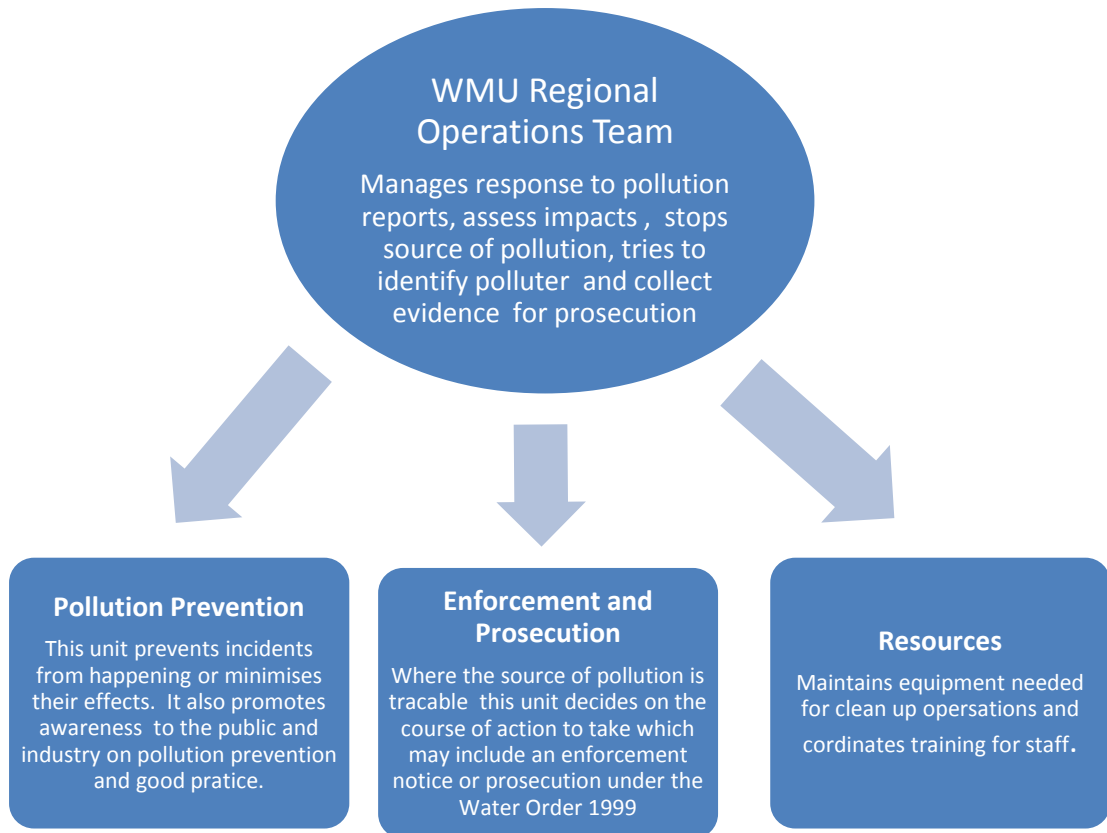 WMU Regional
Operations Team
Manages response to pollution
reports, assess impacts , stops
source of pollution, tries to
identify polluter and collect
evidence for prosecution
Pollution Prevention
This unit prevents incidents
from happening or minimises
their effects. It also promotes
awareness to the public and
industry on pollution prevention
and good pratice.
Enforcement and
Prosecution
Where the source of pollution is
tracable this unit decides on the
course of action to take which
may include an enforcement
notice or prosecution under the
Water Order 1999
Resources
Maintains equipment needed
for clean up opersations and
cordinates training for staff.